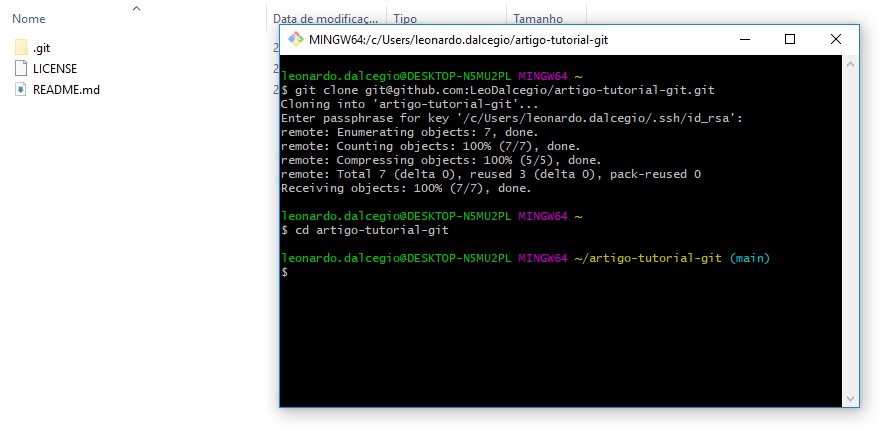 Nome
Data de modificaç...
Tipo
Tamanho
.git
LICENSE
README.md
MINGW64:/c/Users/leonardo.dalcegio/artigo-tutorial-git
leonardo.dalcegio@DESKTOP-N5MU2PL MINGW64 ~
$ git clone git@github.com:LeoDalcegio/artigo-tutorial-git.git
Cloning into 'artigo-tutorial-git'...
Enter passphrase for key '/c/Users/leonardo.dalcegio/.ssh/id_rsa':
remote: Enumerating objects: 7, done.
remote: Counting objects: 100% (7/7), done.
remote: Compressing objects: 100% (5/5), done.
remote: Total 7 (delta 0), reused 3 (delta 0), pack-reused 0
Receiving objects: 100% (7/7), done.
leonardo.dalcegio@DESKTOP-N5MU2PL MINGW64 ~
$ cd artigo-tutorial-git
leonardo.dalcegio@DESKTOP-N5MU2PL MINGW64 ~/artigo-tutorial-git (main)
$